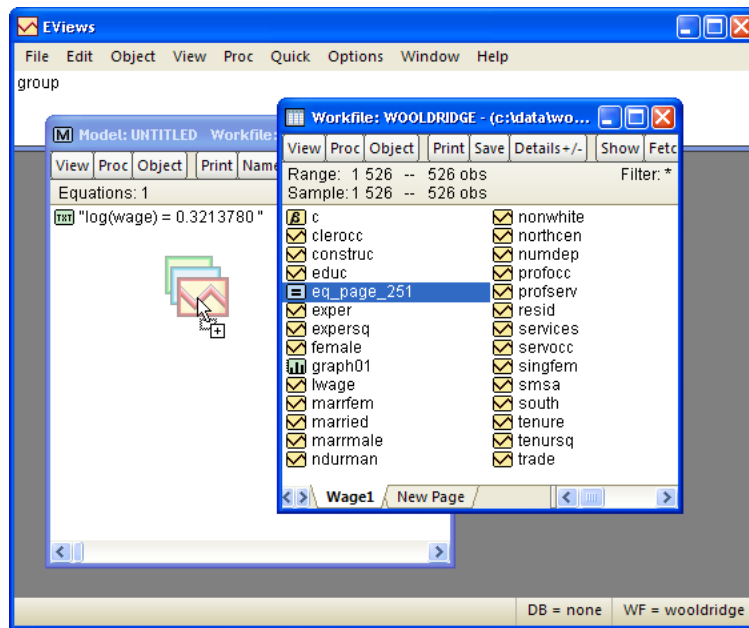 EViews
File Edit Object View Proc Quick Options Window Help
group
M Model: UNTITLED Workfile:
View Proc Object Print Name
Equations: 1
TXT "log(wage) = 0.3213780 "
Workfile: WOOLDRIDGE - (c:\data\wo...
View Proc Object Print Save Details+/- Show Fetc
Range: 1 526 -- 526 obs Filter: *
Sample: 1 526 -- 526 obs
β c
clerocc
construc
educ
eq_page_251
exper
expersq
female
graph01
lwage
marrfem
married
marrmale
ndurman
nonwhite
northcen
numdep
profocc
profserv
resid
services
servocc
singfem
smsa
south
tenure
tenursq
trade
Wage1 New Page
DB = none WF = wooldridge